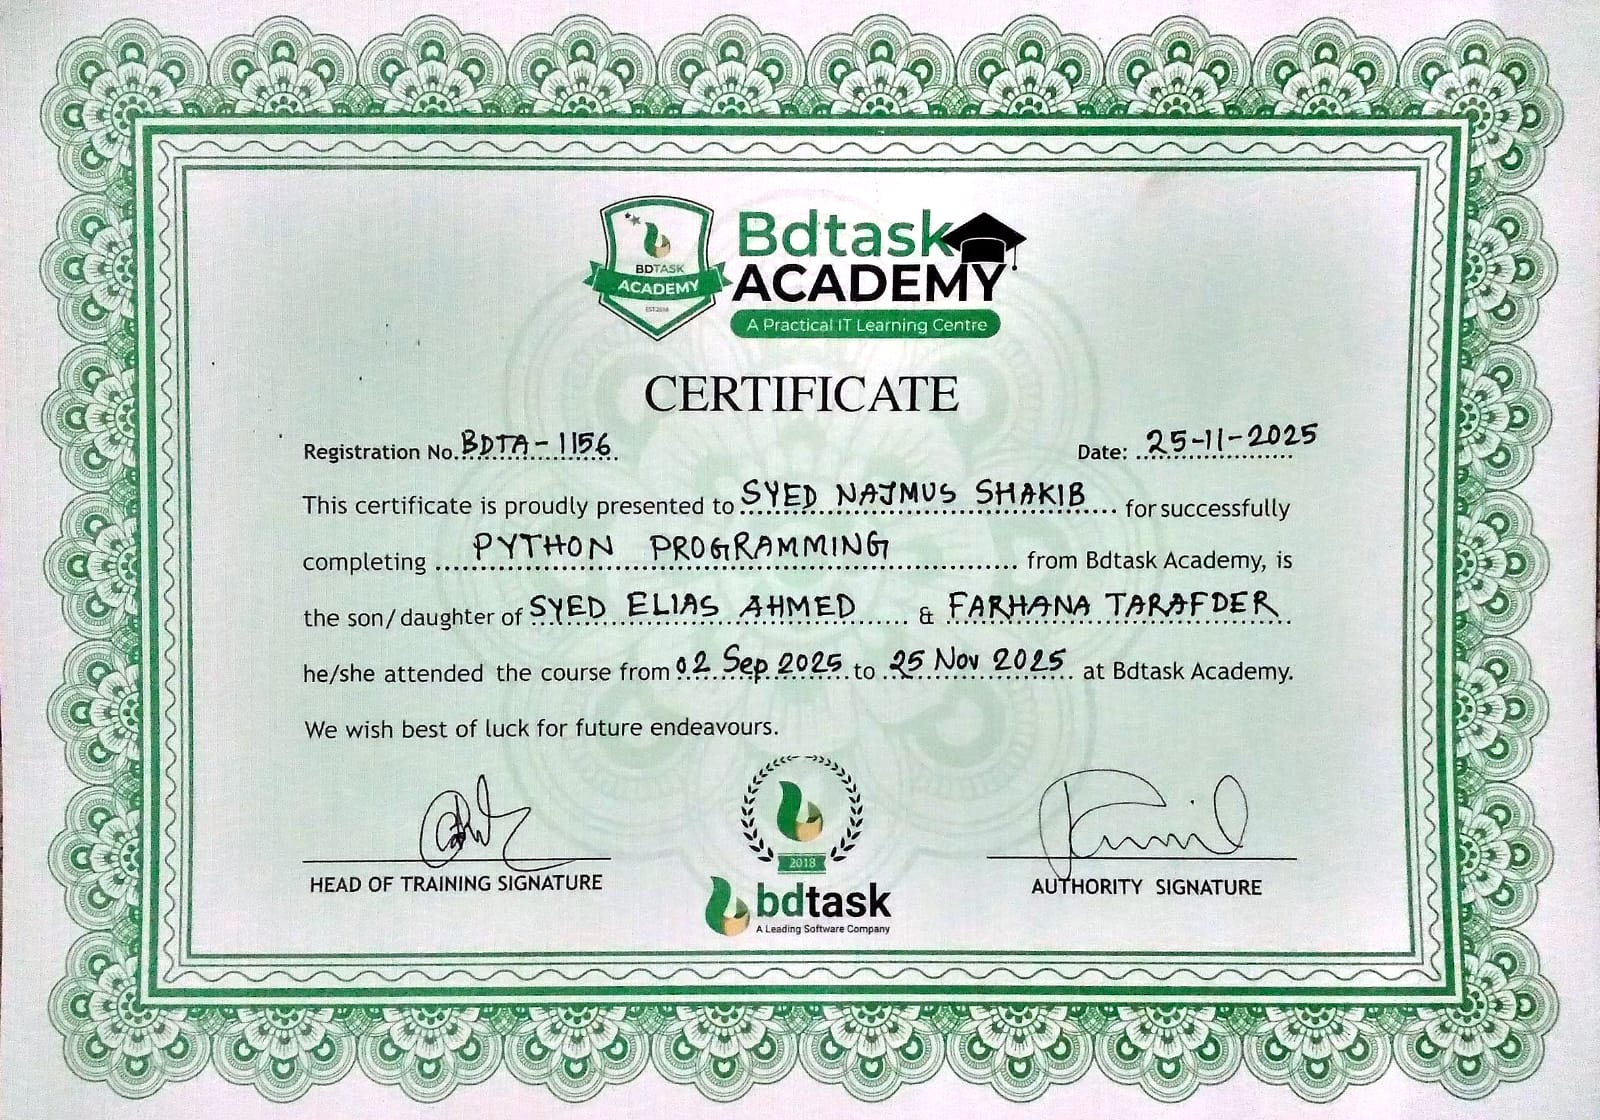 BDTASK
ACADEMY
EST.2018
Bdtask
ACADEMY
A Practical IT Learning Centre
CERTIFICATE
Registration No. BDTA-1156
Date: 25-11-2025
This certificate is proudly presented to SYED NAJMUS SHAKIB for successfully
completing PYTHON PROGRAMMING from Bdtask Academy, is
the son/daughter of SYED ELIAS AHMED & FARHANA TARAFDER
he/she attended the course from 02 Sep 2025 to 25 Nov 2025 at Bdtask Academy.
We wish best of luck for future endeavours.
HEAD OF TRAINING SIGNATURE
2018
bdtask
A Leading Software Company
AUTHORITY SIGNATURE